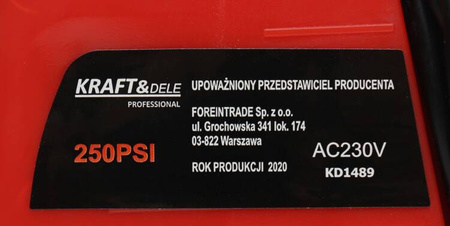 KRAFT&DELE
PROFESSIONAL
250PSI
UPOWAŻNIONY PRZEDSTAWICIEL PRODUCENTA
FOREINTRADE Sp. z o.o.
ul. Grochowska 341 lok. 174
03-822 Warszawa
ROK PRODUKCJI 2020
AC230V
KD1489